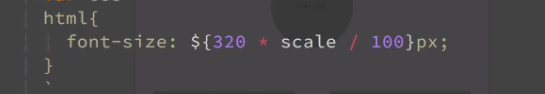 html{
font-size: ${320 * scale / 100}px;
}
`